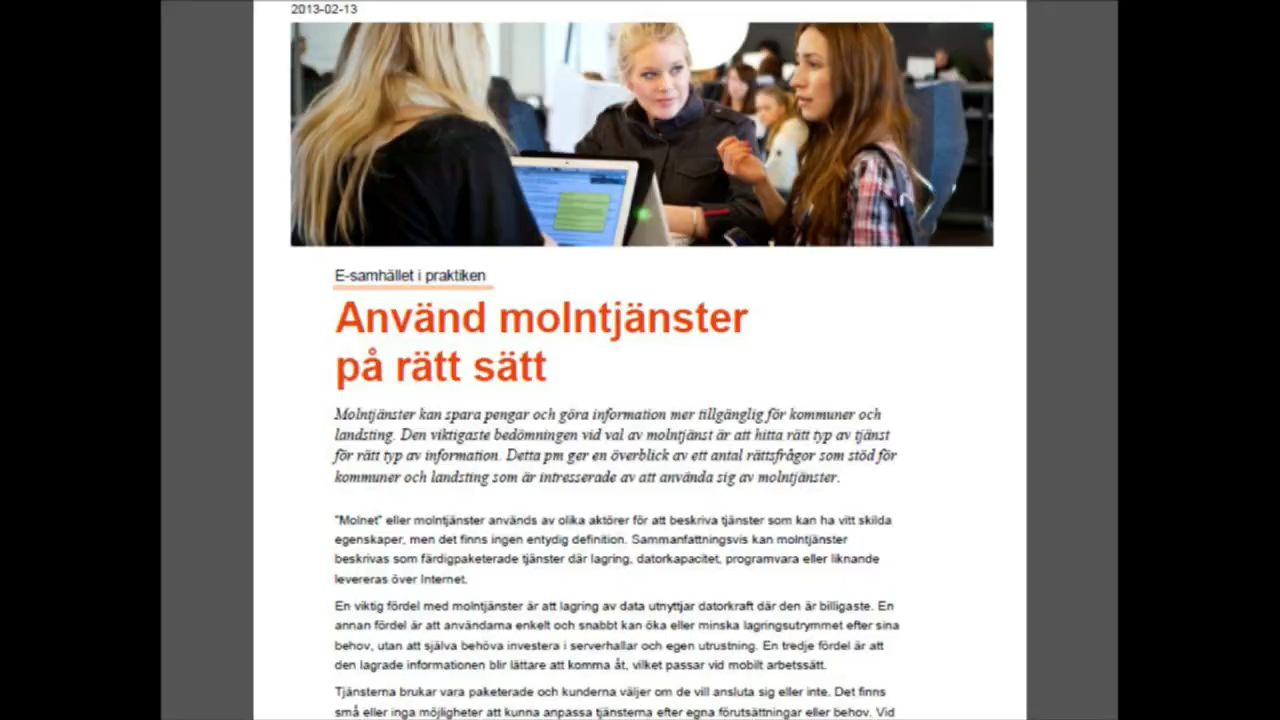 2013-02-13
E-samhället i praktiken
Använd molntjänster
på rätt sätt
Molntjänster kan spara pengar och göra information mer tillgänglig för kommuner och
landsting. Den viktigaste bedömningen vid val av molntjänst är att hitta rätt typ av tjänst
för rätt typ av information. Detta pm ger en överblick av ett antal rättsfrågor som stöd för
kommuner och landsting som är intresserade av att använda sig av molntjänster.
"Molnet" eller molntjänster används av olika aktörer för att beskriva tjänster som kan ha vitt skilda
egenskaper, men det finns ingen entydig definition. Sammanfattningsvis kan molntjänster
beskrivas som färdigpaketerade tjänster där lagring, datorkapacitet, programvara eller liknande
levereras över Internet.
En viktig fördel med molntjänster är att lagring av data utnyttjar datorkraft där den är billigaste. En
annan fördel är att användarna enkelt och snabbt kan öka eller minska lagringsutrymmet efter sina
behov, utan att själva behöva investera i serverhallar och egen utrustning. En tredje fördel är att
den lagrade informationen blir lättare att komma åt, vilket passar vid mobilt arbetssätt.
Tjänsterna brukar vara paketerade och kunderna väljer om de vill ansluta sig eller inte. Det finns
små eller inga möjligheter att kunna anpassa tjänsterna efter egna förutsättningar eller behov. Vid